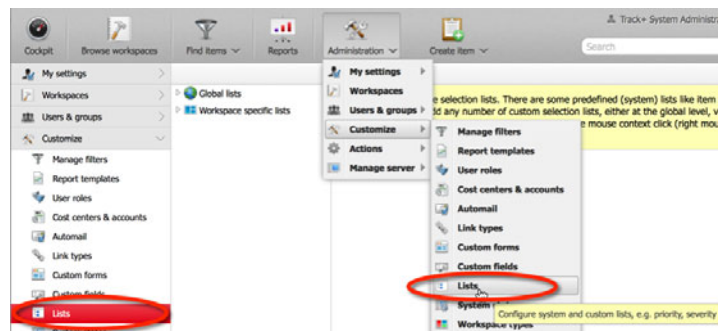 Cockpit
Browse workspaces
Find items
Reports
Administration
Create item
Track+ System Administr
Search
My settings
Workspaces
Users & groups
Customize
Manage filters
Report templates
User roles
Cost centers & accounts
Automail
Link types
Custom forms
Custom fields
Lists
Global lists
Workspace specific lists
My settings
Workspaces
Users & groups
Customize
Actions
Manage server
e selection lists. There are some predefined (system) lists like item
d any number of custom selection lists, either at the global level, v
e mouse context click (right mou
Manage filters
Report templates
User roles
Cost centers & accounts
Automail
Link types
Custom forms
Custom fields
Lists
System
Configure system and custom lists, e.g. priority, severity
Workspace types